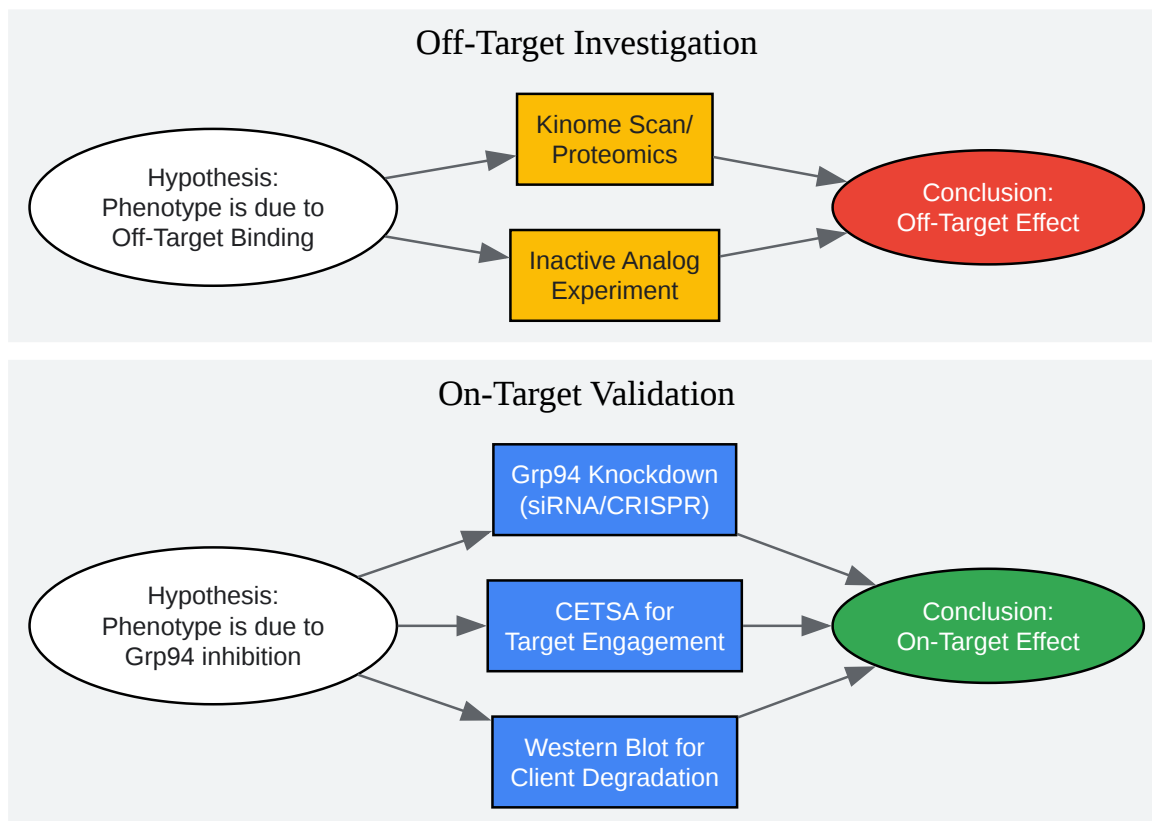 Off-Target Investigation
Hypothesis:
Phenotype is due to
Off-Target Binding
Kinome Scan/
Proteomics
Inactive Analog
Experiment
Conclusion:
Off-Target Effect
On-Target Validation
Hypothesis:
Phenotype is due to
Grp94 inhibition
Grp94 Knockdown
(siRNA/CRISPR)
CETSA for
Target Engagement
Western Blot for
Client Degradation
Conclusion:
On-Target Effect